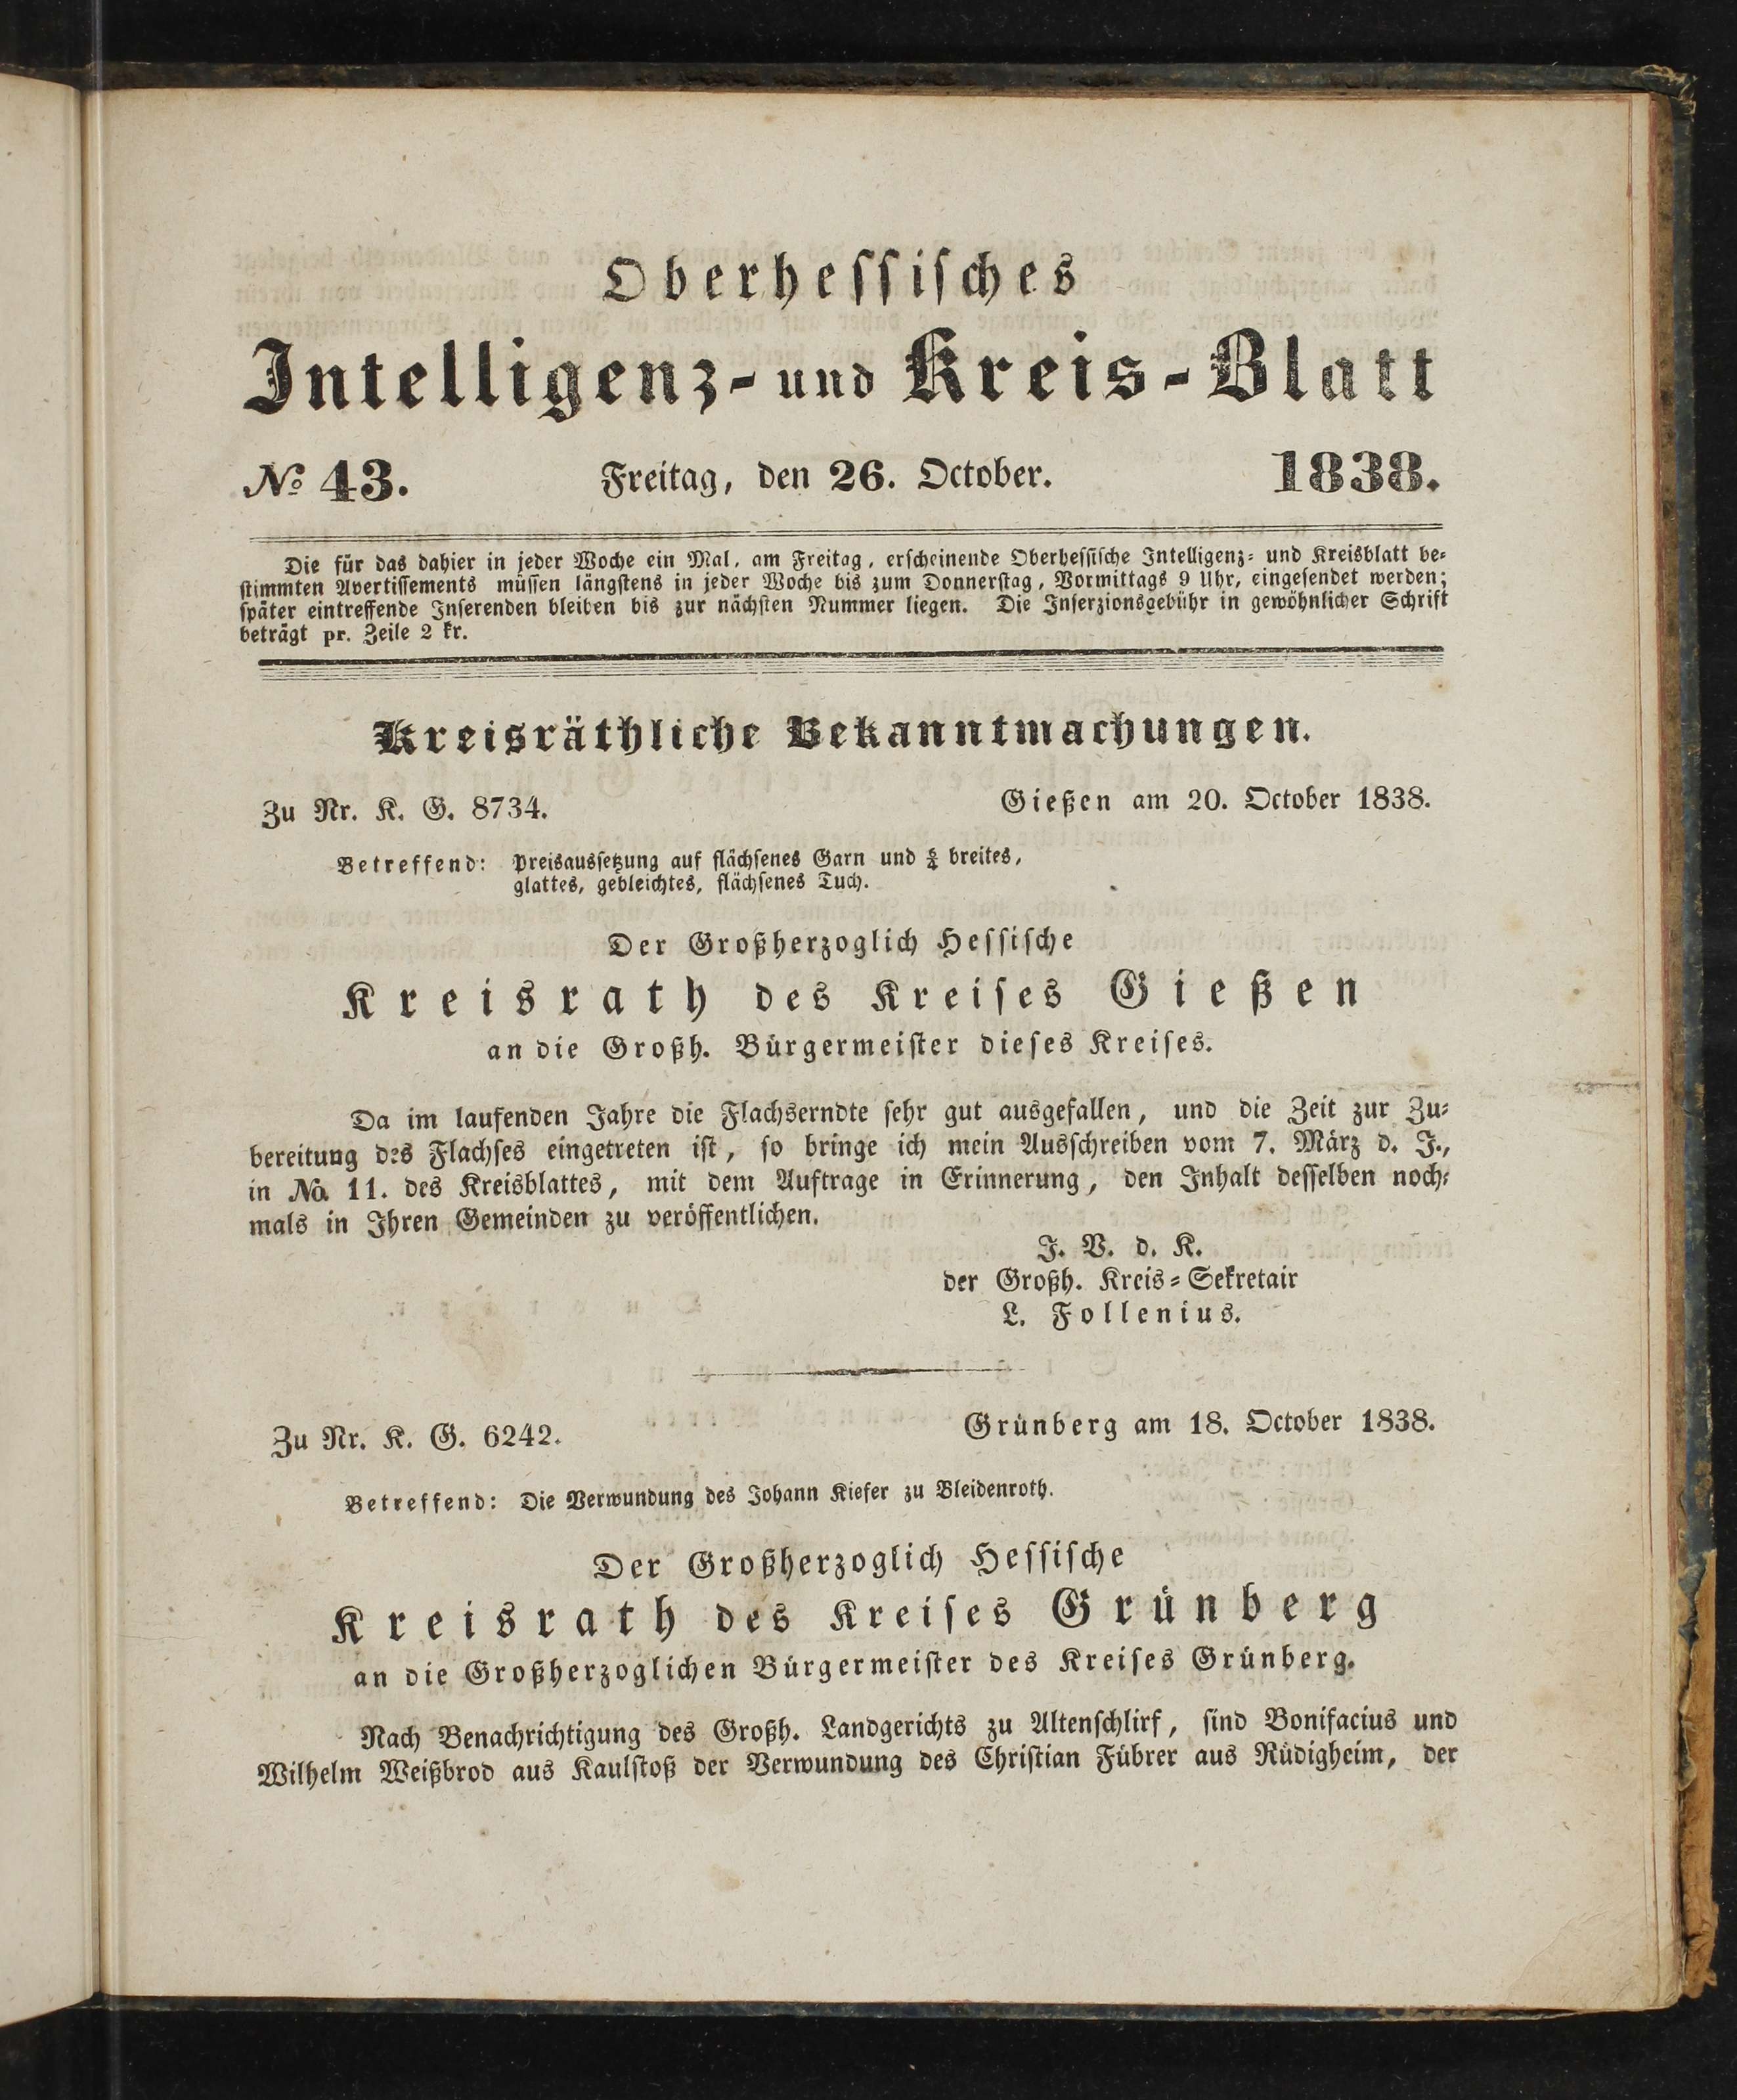 Oberhessisches
Intelligenz- und Kreis-Blatt
No 43. Freitag, den 26. October. 1838.
Die für das dahier in jeder Woche ein Mal, am Freitag, erscheinende Oberhessische Intelligenz- und Kreisblatt be-
stimmten Avertissements müssen längstens in jeder Woche bis zum Donnerstag, Vormittags 9 Uhr, eingesendet werden;
später eintreffende Inserenden bleiben bis zur nächsten Nummer liegen. Die Inserzionsgebühr in gewöhnlicher Schrift
beträgt pr. Zeile 2 kr.
Kreisräthliche Bekanntmachungen.
Zu Nr. K. G. 8734. Gießen am 20. October 1838.
Betreffend: Preisaussetzung auf flächsenes Garn und breites,
glattes, gebleichtes, flächsenes Tuch.
Der Großherzoglich Hessische
Kreisrath des Kreises Gießen
an die Großh. Bürgermeister dieses Kreises.
Da im laufenden Jahre die Flachserndte sehr gut ausgefallen, und die Zeit zur Zu-
bereitung des Flachses eingetreten ist, so bringe ich mein Ausschreiben vom 7. März d. J.,
in No. 11. des Kreisblattes, mit dem Auftrage in Erinnerung, den Inhalt desselben noch-
mals in Ihren Gemeinden zu veröffentlichen.
J. V. d. K.
der Großh. Kreis-Sekretair
L. Follenius.
Zu Nr. K. G. 6242. Grünberg am 18. October 1838.
Betreffend: Die Verwundung des Johann Kiefer zu Bleidenroth.
Der Großherzoglich Hessische
Kreisrath des Kreises Grünberg
an die Großherzoglichen Bürgermeister des Kreises Grünberg.
Nach Benachrichtigung des Großh. Landgerichts zu Altenschlirf, sind Bonifacius und
Wilhelm Weißbrod aus Kaulstoß der Verwundung des Christian Führer aus Rüdigheim, der